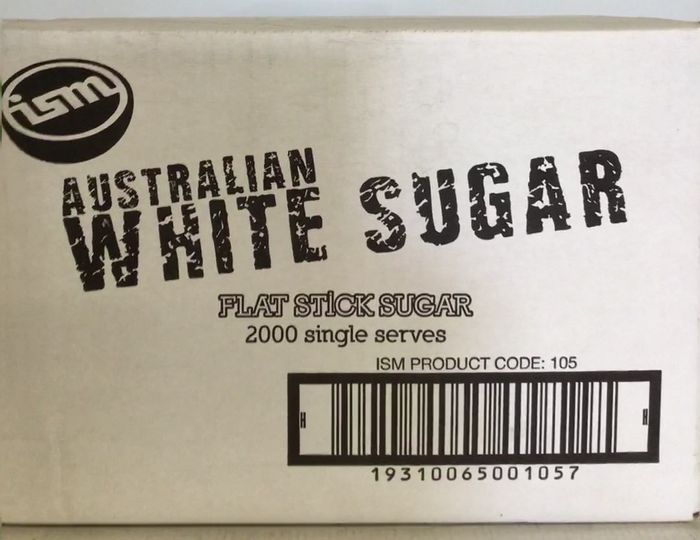 ism
AUSTRALIAN
WHITE SUGAR
FLAT STICK SUGAR
2000 single serves
ISM PRODUCT CODE: 105
H H
19310065001057